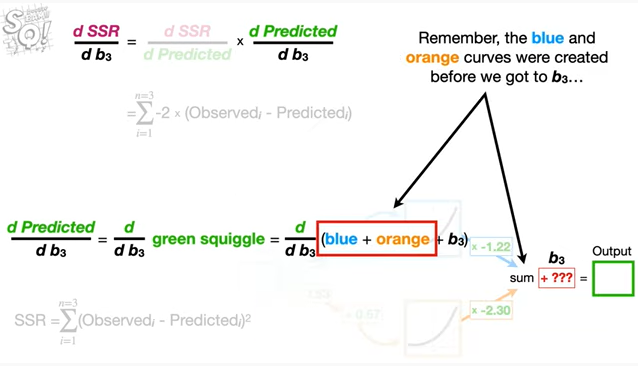 SQ!
d SSR
d b₃
=
d SSR
d Predicted
×
d Predicted
d b₃
Remember, the blue and
orange curves were created
before we got to b₃...
n=3
=∑-2 × (Observedᵢ - Predictedᵢ)
i=1
d Predicted
d b₃
=
d
d b₃
green squiggle =
d
d b₃
(blue + orange + b₃)
x -1.22
b₃
Output
sum + ??? =
x -2.30
n=3
SSR =∑(Observedᵢ - Predictedᵢ)²
i=1